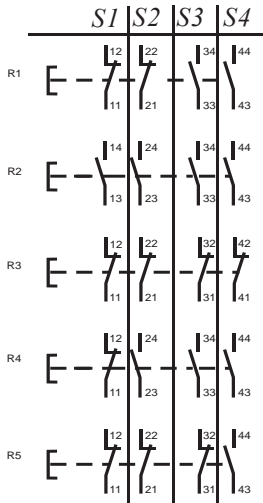 S1 S2 S3 S4
12 22 34 44
R1
11 21 33 43
14 24 34 44
R2
13 23 33 43
12 22 32 42
R3
11 21 31 41
12 24 34 44
R4
11 23 33 43
12 22 32 44
R5
11 21 31 43